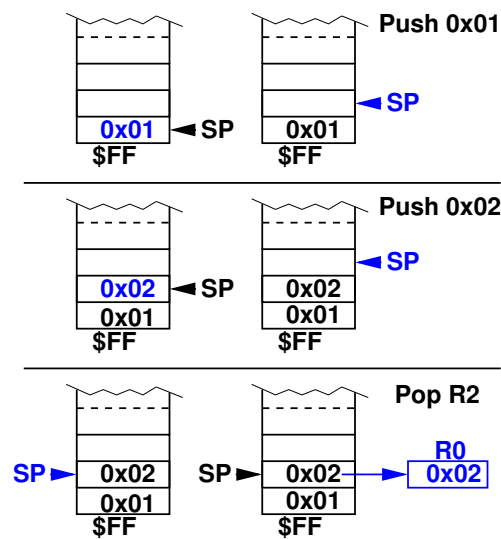 Push 0x01
SP
0x01 SP 0x01
$FF $FF
Push 0x02
SP
0x02 SP 0x02
0x01 0x01
$FF $FF
Pop R2
R0
SP 0x02 SP 0x02 0x02
0x01 0x01
$FF $FF